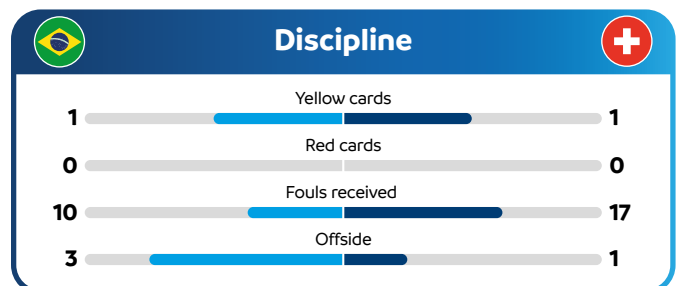 Discipline
Yellow cards
1 1
Red cards
0 0
Fouls received
10 17
Offside
3 1